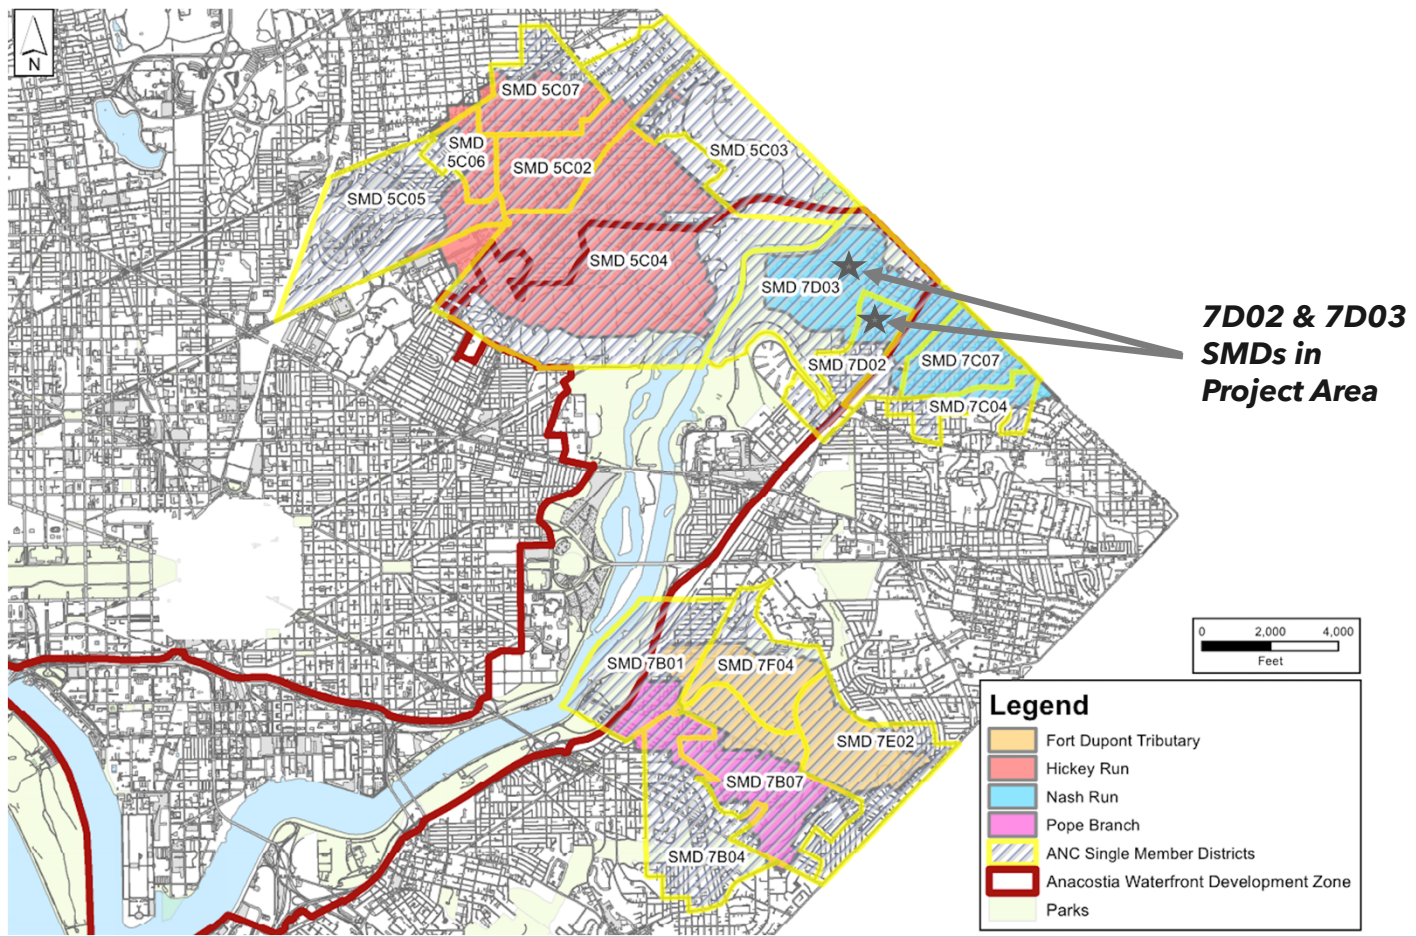 N
SMD 5C07
SMD
5C06
SMD 5C02
SMD 5C03
SMD 5C05
SMD 5C04
SMD 7D03
SMD 7D02
SMD 7C07
SMD 7C04
7D02 & 7D03
SMDs in
Project Area
SMD 7B01
SMD 7F04
SMD 7E02
SMD 7B07
SMD 7B04
0 2,000 4,000
Feet
Legend
Fort Dupont Tributary
Hickey Run
Nash Run
Pope Branch
ANC Single Member Districts
Anacostia Waterfront Development Zone
Parks